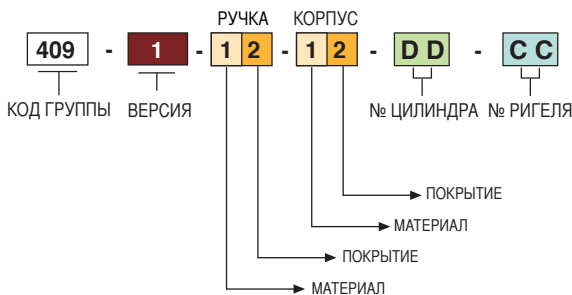 РУЧКА КОРПУС
409 - 1 - 1 2 - 1 2 - D D - C C
КОД ГРУППЫ ВЕРСИЯ № ЦИЛИНДРА № РИГЕЛЯ
ПОКРЫТИЕ
МАТЕРИАЛ
ПОКРЫТИЕ
МАТЕРИАЛ